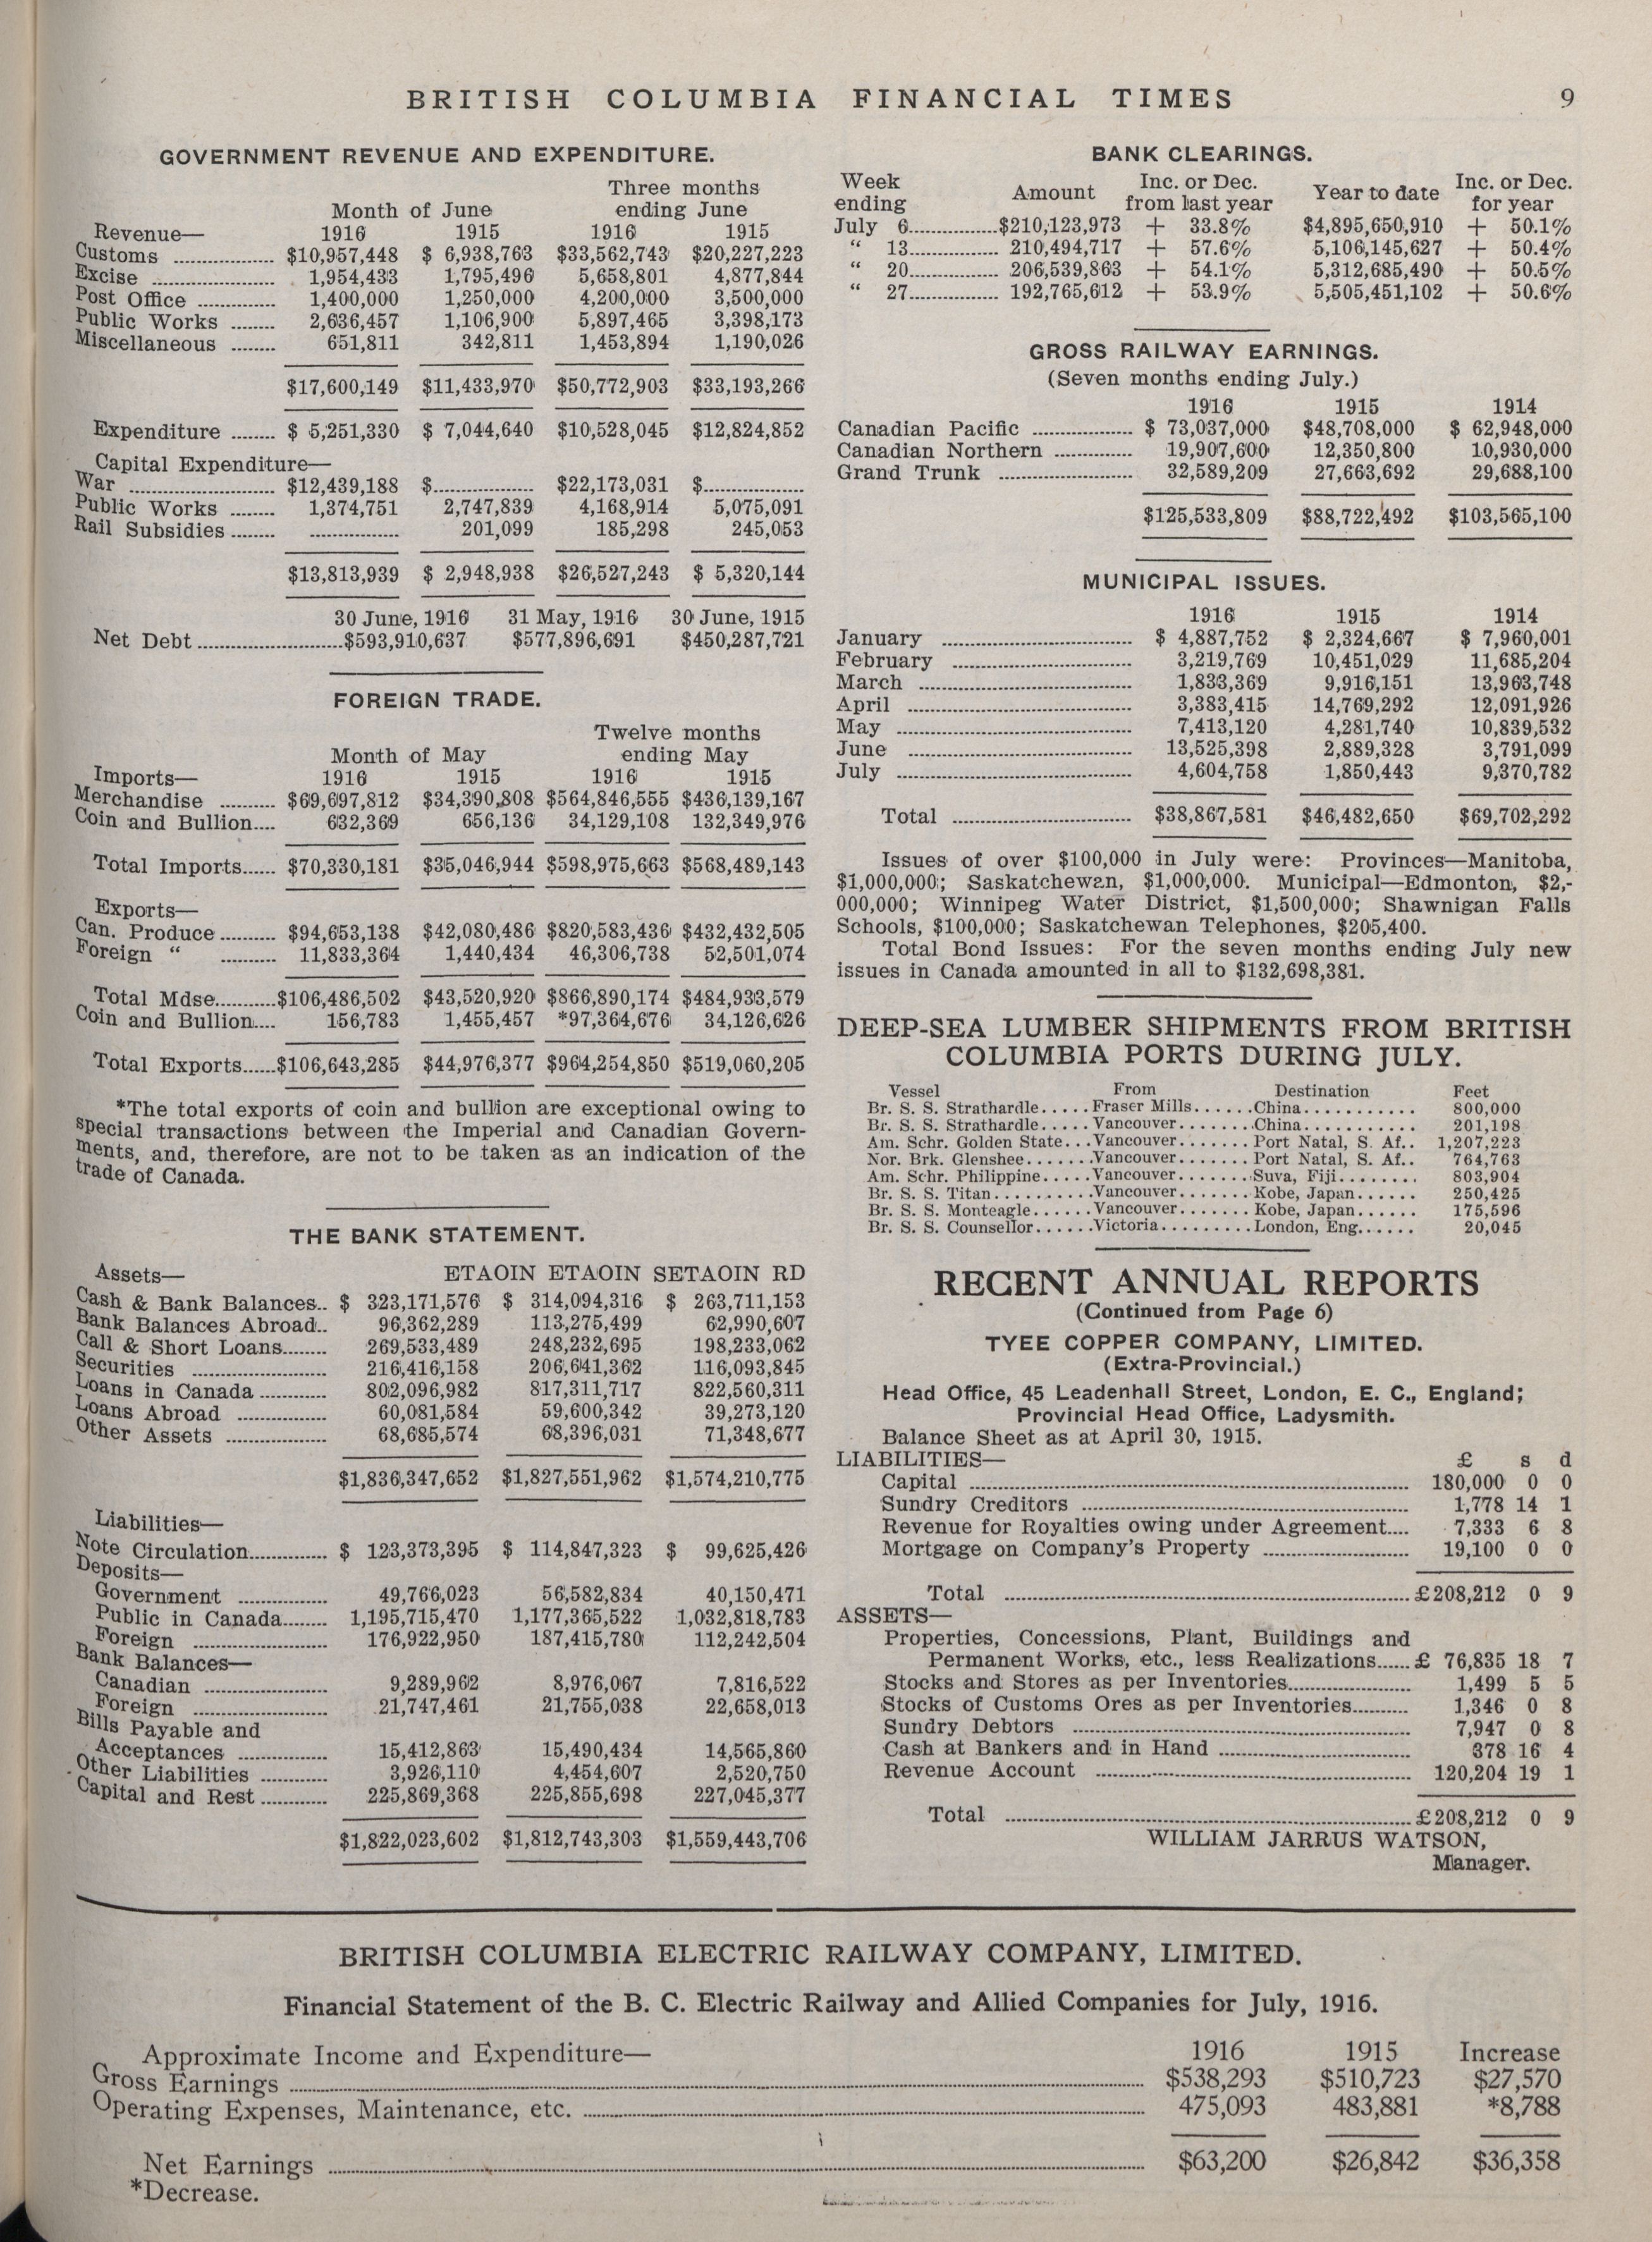 BRITISH COLUMBIA FINANCIAL TIMES 9
GOVERNMENT REVENUE AND EXPENDITURE.
Three months
Month of June ending June
Revenue— 1916 1915 1916 1915
Customs ................ $10,957,448 $ 6,938,763 $33,562,743 $20,227,223
Excise ................ 1,954,433 1,795,496 5,658,801 4,877,844
Post Office ............ 1,400,000 1,250,000 4,200,000 3,500,000
Public Works ........ 2,636,457 1,106,900 5,897,465 3,398,173
Miscellaneous ........ 651,811 342,811 1,453,894 1,190,026
$17,600,149 $11,433,970 $50,772,903 $33,193,266
Expenditure ........ $ 5,251,330 $ 7,044,640 $10,528,045 $12,824,852
Capital Expenditure—
War ................ $12,439,188 $................ $22,173,031 $................
Public Works ........ 1,374,751 2,747,839 4,168,914 5,075,091
Rail Subsidies ........ ................ 201,099 185,298 245,053
$13,813,939 $ 2,948,938 $26,527,243 $ 5,320,144
30 June, 1916 31 May, 1916 30 June, 1915
Net Debt ................$593,910,637 $577,896,691 $450,287,721
FOREIGN TRADE.
Twelve months
Month of May ending May
Imports— 1916 1915 1916 1915
Merchandise .......... $69,697,812 $34,390,808 $564,846,555 $436,139,167
Coin and Bullion.... 632,369 656,136 34,129,108 132,349,976
Total Imports...... $70,330,181 $35,046,944 $598,975,663 $568,489,143
Exports—
Can. Produce .......... $94,653,138 $42,080,486 $820,583,436 $432,432,505
Foreign “ .......... 11,833,364 1,440,434 46,306,738 52,501,074
Total Mdse...........$106,486,502 $43,520,920 $866,890,174 $484,933,579
Coin and Bullion.... 156,783 1,455,457 *97,364,676 34,126,626
Total Exports......$106,643,285 $44,976,377 $964,254,850 $519,060,205
*The total exports of coin and bullion are exceptional owing to
special transactions between the Imperial and Canadian Govern-
ments, and, therefore, are not to be taken as an indication of the
trade of Canada.
THE BANK STATEMENT.
Assets— ETAOIN ETAOIN SETAOIN RD
Cash & Bank Balances.. $ 323,171,576 $ 314,094,316 $ 263,711,153
Bank Balances Abroad.. 96,362,289 113,275,499 62,990,607
Call & Short Loans........ 269,533,489 248,232,695 198,233,062
Securities ................ 216,416,158 206,641,362 116,093,845
Loans in Canada ............ 802,096,982 817,311,717 822,560,311
Loans Abroad ................ 60,081,584 59,600,342 39,273,120
Other Assets ................ 68,685,574 68,396,031 71,348,677
$1,836,347,652 $1,827,551,962 $1,574,210,775
Liabilities—
Note Circulation.............. $ 123,373,395 $ 114,847,323 $ 99,625,426
Deposits—
Government ................ 49,766,023 56,582,834 40,150,471
Public in Canada........ 1,195,715,470 1,177,365,522 1,032,818,783
Foreign ................ 176,922,950 187,415,780 112,242,504
Bank Balances—
Canadian ................ 9,289,962 8,976,067 7,816,522
Foreign ................ 21,747,461 21,755,038 22,658,013
Bills Payable and
Acceptances ................ 15,412,863 15,490,434 14,565,860
Other Liabilities ............ 3,926,110 4,454,607 2,520,750
Capital and Rest ............ 225,869,368 225,855,698 227,045,377
$1,822,023,602 $1,812,743,303 $1,559,443,706
BANK CLEARINGS.
Week Inc. or Dec. Inc. or Dec.
ending Amount from last year Year to date for year
July 6................$210,123,973 + 33.8% $4,895,650,910 + 50.1%
“ 13................ 210,494,717 + 57.6% 5,106,145,627 + 50.4%
“ 20................ 206,539,863 + 54.1% 5,312,685,490 + 50.5%
“ 27................ 192,765,612 + 53.9% 5,505,451,102 + 50.6%
GROSS RAILWAY EARNINGS.
(Seven months ending July.)
1916 1915 1914
Canadian Pacific .................. $ 73,037,000 $48,708,000 $ 62,948,000
Canadian Northern .............. 19,907,600 12,350,800 10,930,000
Grand Trunk ........................ 32,589,209 27,663,692 29,688,100
$125,533,809 $88,722,492 $103,565,100
MUNICIPAL ISSUES.
1916 1915 1914
January ................ $ 4,887,752 $ 2,324,667 $ 7,960,001
February ................ 3,219,769 10,451,029 11,685,204
March ................ 1,833,369 9,916,151 13,963,748
April ................ 3,383,415 14,769,292 12,091,926
May ................ 7,413,120 4,281,740 10,839,532
June ................ 13,525,398 2,889,328 3,791,099
July ................ 4,604,758 1,850,443 9,370,782
Total ................ $38,867,581 $46,482,650 $69,702,292
Issues of over $100,000 in July were: Provinces—Manitoba,
$1,000,000; Saskatchewan, $1,000,000. Municipal—Edmonton, $2,-
000,000; Winnipeg Water District, $1,500,000; Shawnigan Falls
Schools, $100,000; Saskatchewan Telephones, $205,400.
Total Bond Issues: For the seven months ending July new
issues in Canada amounted in all to $132,698,381.
DEEP-SEA LUMBER SHIPMENTS FROM BRITISH
COLUMBIA PORTS DURING JULY.
Vessel From Destination Feet
Br. S. S. Strathardle.....Fraser Mills......China........... 800,000
Br. S. S. Strathardle.....Vancouver.......China........... 201,198
Am. Schr. Golden State...Vancouver.......Port Natal, S. Af.. 1,207,223
Nor. Brk. Glenshee.......Vancouver.......Port Natal, S. Af.. 764,763
Am. Schr. Philippine.....Vancouver.......Suva, Fiji........ 803,904
Br. S. S. Titan..........Vancouver.......Kobe, Japan...... 250,425
Br. S. S. Monteagle......Vancouver.......Kobe, Japan...... 175,596
Br. S. S. Counsellor......Victoria.........London, Eng...... 20,045
RECENT ANNUAL REPORTS
(Continued from Page 6)
TYEE COPPER COMPANY, LIMITED.
(Extra-Provincial.)
Head Office, 45 Leadenhall Street, London, E. C., England;
Provincial Head Office, Ladysmith.
Balance Sheet as at April 30, 1915.
LIABILITIES— £ s d
Capital ................ 180,000 0 0
Sundry Creditors ................ 1,778 14 1
Revenue for Royalties owing under Agreement.... 7,333 6 8
Mortgage on Company's Property ................ 19,100 0 0
Total ................£208,212 0 9
ASSETS—
Properties, Concessions, Plant, Buildings and
Permanent Works, etc., less Realizations......£ 76,835 18 7
Stocks and Stores as per Inventories................ 1,499 5 5
Stocks of Customs Ores as per Inventories.......... 1,346 0 8
Sundry Debtors ................ 7,947 0 8
Cash at Bankers and in Hand ................ 378 16 4
Revenue Account ................ 120,204 19 1
Total ................£208,212 0 9
WILLIAM JARRUS WATSON,
Manager.
BRITISH COLUMBIA ELECTRIC RAILWAY COMPANY, LIMITED.
Financial Statement of the B. C. Electric Railway and Allied Companies for July, 1916.
Approximate Income and Expenditure— 1916 1915 Increase
Gross Earnings ................ $538,293 $510,723 $27,570
Operating Expenses, Maintenance, etc. ................ 475,093 483,881 *8,788
Net Earnings ................ $63,200 $26,842 $36,358
*Decrease.